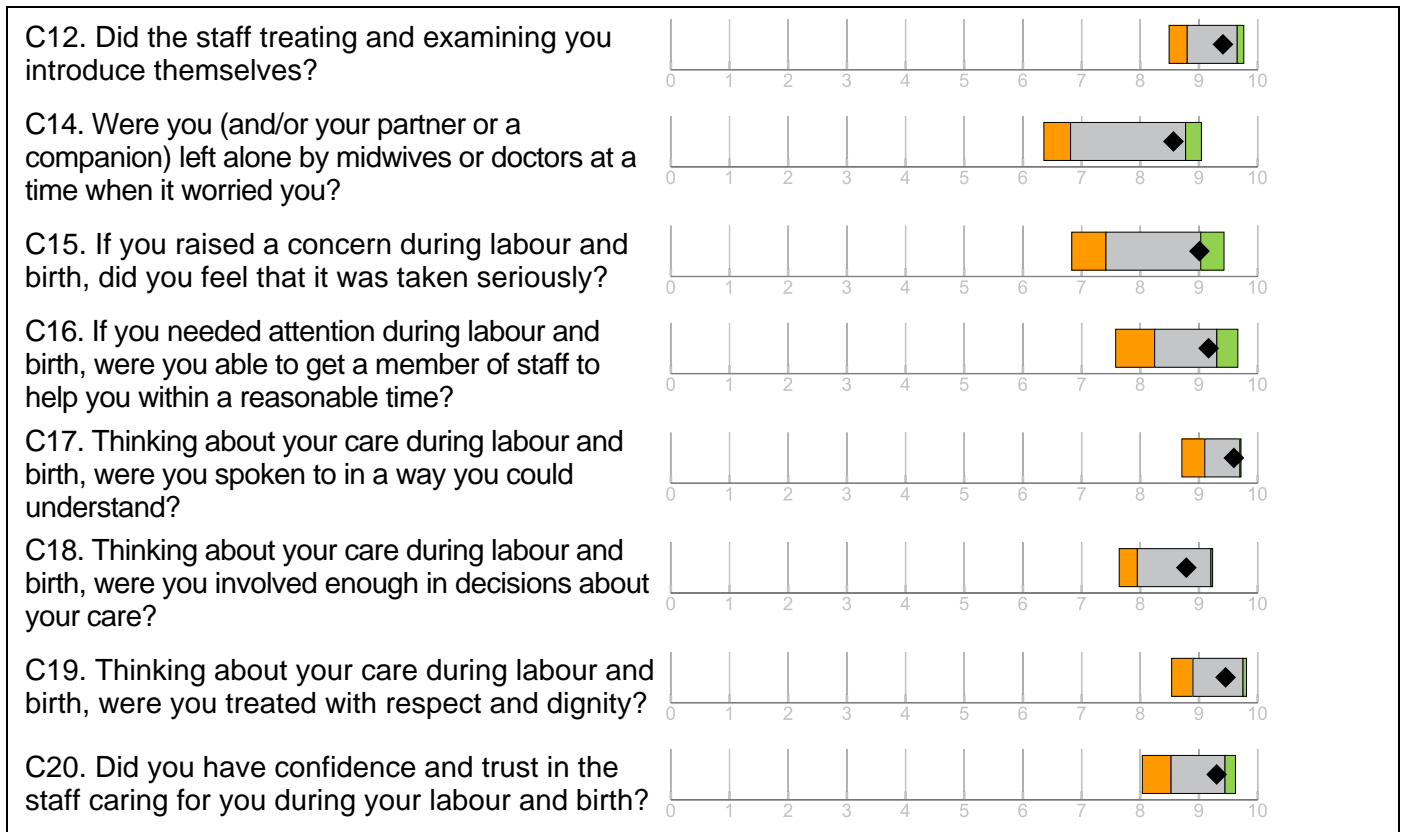 C12. Did the staff treating and examining you
introduce themselves?
0 1 2 3 4 5 6 7 8 9 10
C14. Were you (and/or your partner or a
companion) left alone by midwives or doctors at a
time when it worried you?
0 1 2 3 4 5 6 7 8 9 10
C15. If you raised a concern during labour and
birth, did you feel that it was taken seriously?
0 1 2 3 4 5 6 7 8 9 10
C16. If you needed attention during labour and
birth, were you able to get a member of staff to
help you within a reasonable time?
0 1 2 3 4 5 6 7 8 9 10
C17. Thinking about your care during labour and
birth, were you spoken to in a way you could
understand?
0 1 2 3 4 5 6 7 8 9 10
C18. Thinking about your care during labour and
birth, were you involved enough in decisions about
your care?
0 1 2 3 4 5 6 7 8 9 10
C19. Thinking about your care during labour and
birth, were you treated with respect and dignity?
0 1 2 3 4 5 6 7 8 9 10
C20. Did you have confidence and trust in the
staff caring for you during your labour and birth?
0 1 2 3 4 5 6 7 8 9 10